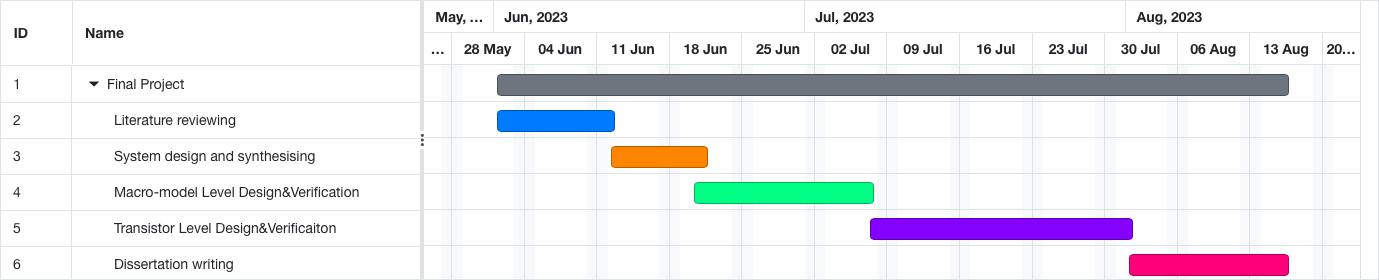 ID Name May, ... Jun, 2023 Jul, 2023 Aug, 2023
... 28 May 04 Jun 11 Jun 18 Jun 25 Jun 02 Jul 09 Jul 16 Jul 23 Jul 30 Jul 06 Aug 13 Aug 20...
1 Final Project
2 Literature reviewing
3 System design and synthesising
4 Macro-model Level Design&Verification
5 Transistor Level Design&Verificaiton
6 Dissertation writing